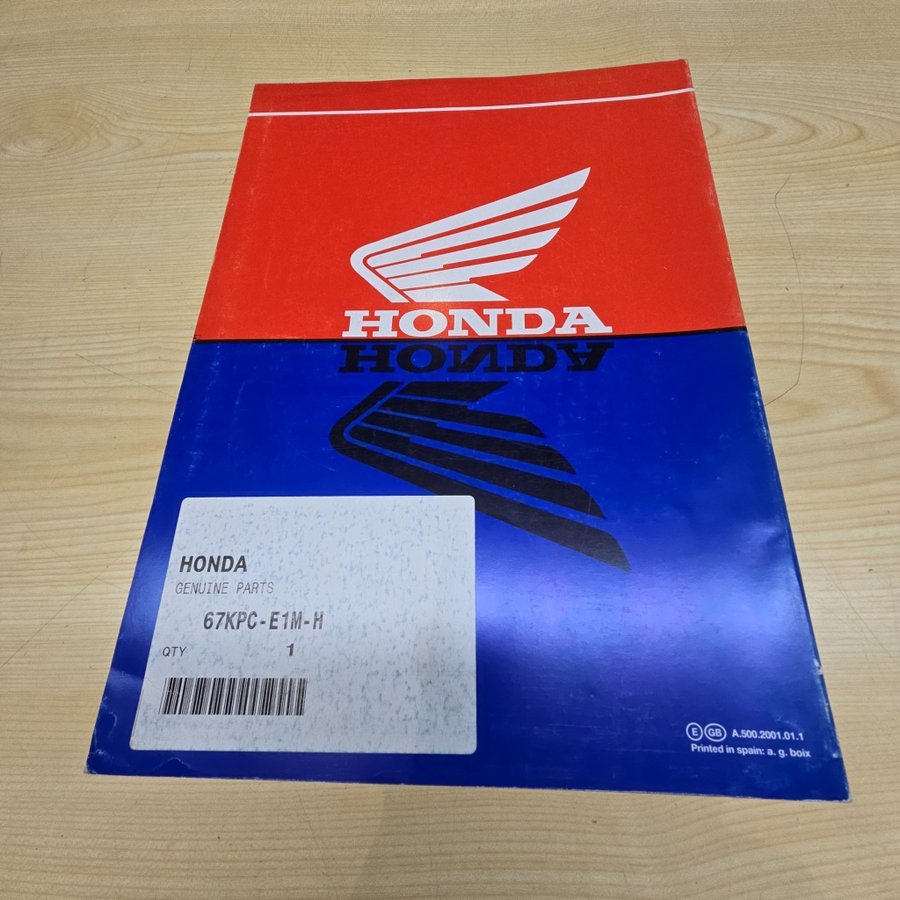 HONDA
HONDA
HONDA
GENUINE PARTS
67KPC-E1M-H
QTY 1
E GB A.500.2001.01.1
Printed in spain: a. g. boix